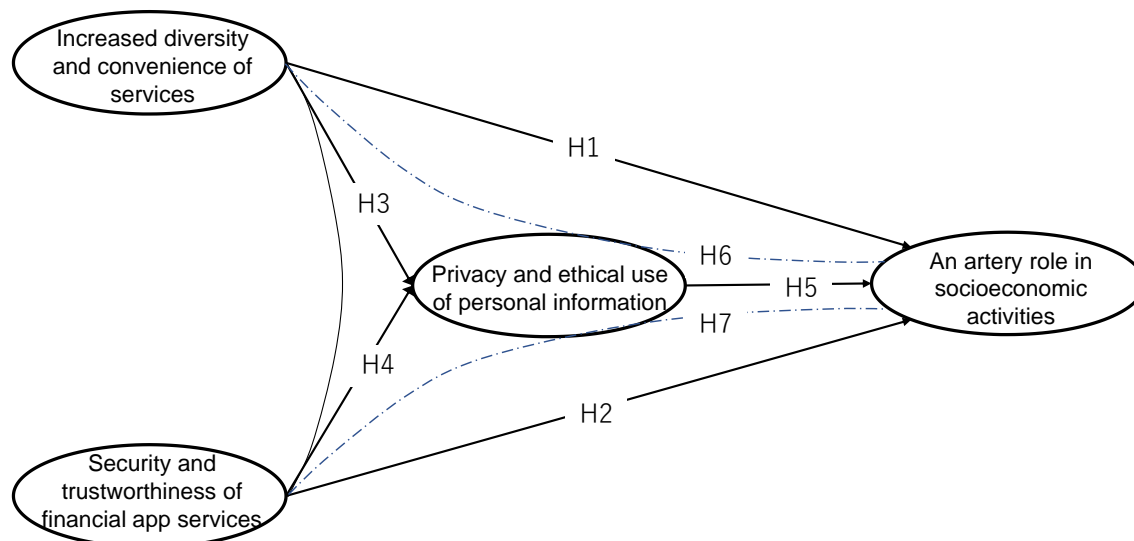 Increased diversity
and convenience of
services
H1
H3
H6
Privacy and ethical use
of personal information
H5
An artery role in
socioeconomic
activities
H7
H4
H2
Security and
trustworthiness of
financial app services